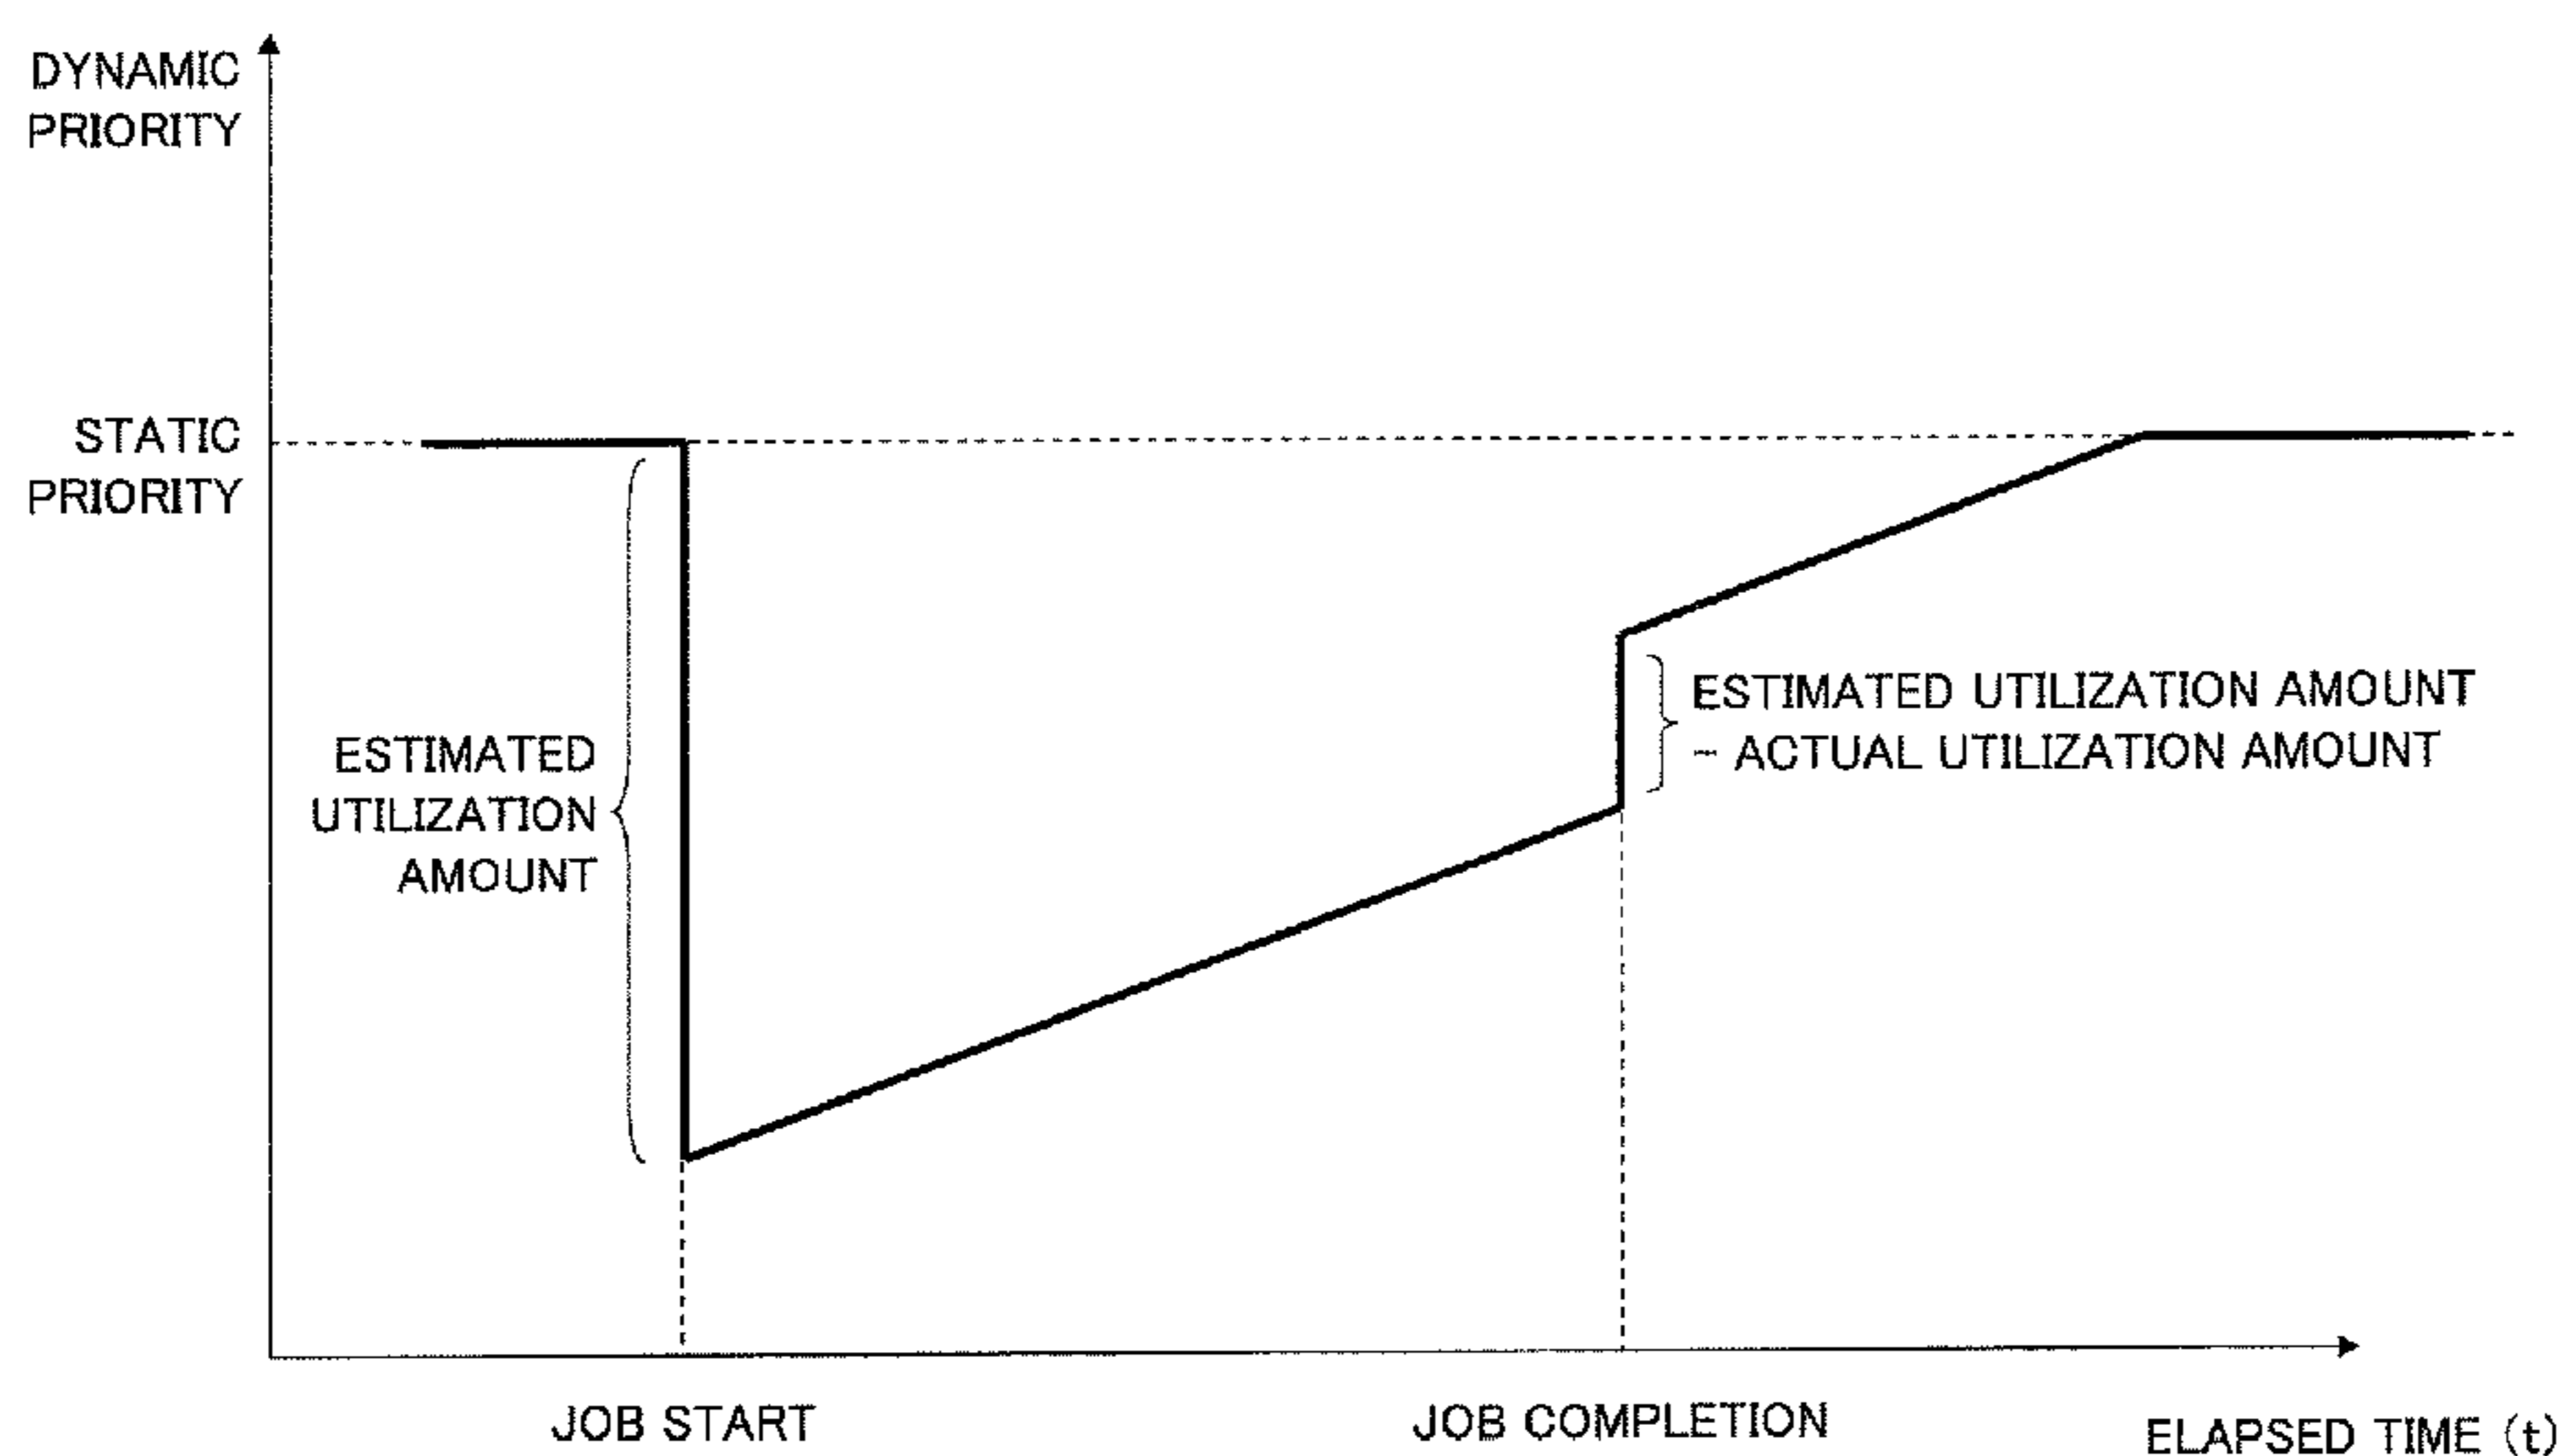 DYNAMIC
PRIORITY
STATIC
PRIORITY
ESTIMATED
UTILIZATION
AMOUNT
ESTIMATED UTILIZATION AMOUNT
- ACTUAL UTILIZATION AMOUNT
JOB START
JOB COMPLETION
ELAPSED TIME (t)